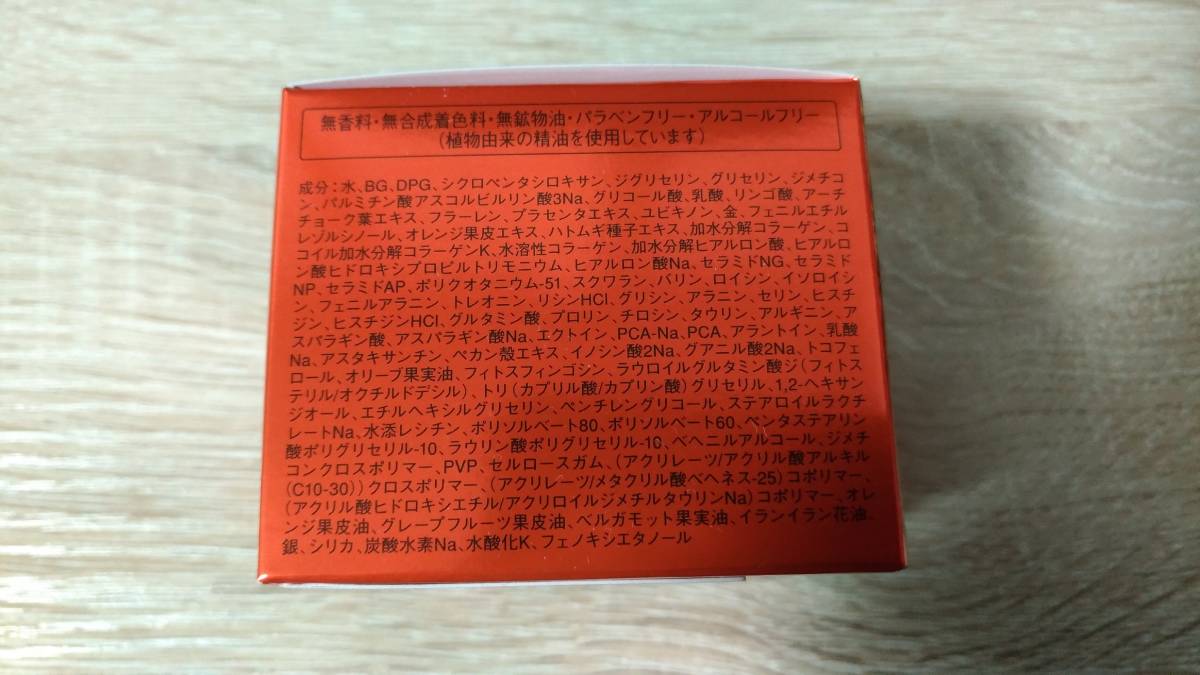 無香料・無合成着色料・無鉱物油・パラベンフリー・アルコールフリー
(植物由来の精油を使用しています)
成分：水、BG、DPG、シクロペンタシロキサン、ジグリセリン、グリセリン、ジメチコ
ン、パルミチン酸アスコルビルリン酸3Na、グリコール酸、乳酸、リンゴ酸、アーチ
チョーク葉エキス、フラーレン、プラセンタエキス、ユビキノン、金、フェニルエチル
レゾルシノール、オレンジ果皮エキス、ハトムギ種子エキス、加水分解コラーゲン、コ
コイル加水分解コラーゲンK、水溶性コラーゲン、加水分解ヒアルロン酸、ヒアルロ
ン酸ヒドロキシプロピルトリモニウム、ヒアルロン酸Na、セラミドNG、セラミド
NP、セラミドAP、ポリクオタニウム-51、スクワラン、バリン、ロイシン、イソロイシ
ン、フェニルアラニン、トレオニン、リシンHCl、グリシン、アラニン、セリン、ヒスチ
ジン、ヒスチジンHCl、グルタミン酸、プロリン、チロシン、タウリン、アルギニン、ア
スパラギン酸、アスパラギン酸Na、エクトイン、PCA-Na、PCA、アラントイン、乳酸
Na、アスタキサンチン、ペカン殻エキス、イノシン酸2Na、グアニル酸2Na、トコフェ
ロール、オリーブ果実油、フィトスフィンゴシン、ラウロイルグルタミン酸ジ(フィトス
テリル/オクチルドデシル)、トリ(カプリル酸/カプリン酸)グリセリル、1,2-ヘキサン
ジオール、エチルヘキシルグリセリン、ペンチレングリコール、ステアロイルラクチ
レートNa、水添レシチン、ポリソルベート80、ポリソルベート60、ペンタステアリン
酸ポリグリセリル-10、ラウリン酸ポリグリセリル-10、ベヘニルアルコール、ジメチ
コンクロスポリマー、PVP、セルロースガム、(アクリレーツ/アクリル酸アルキル
(C10-30))クロスポリマー、(アクリレーツ/メタクリル酸ベヘネス-25)コポリマー、
(アクリル酸ヒドロキシエチル/アクリロイルジメチルタウリンNa)コポリマー、オレ
ンジ果皮油、グレープフルーツ果皮油、ベルガモット果実油、イランイラン花油、
銀、シリカ、炭酸水素Na、水酸化K、フェノキシエタノール